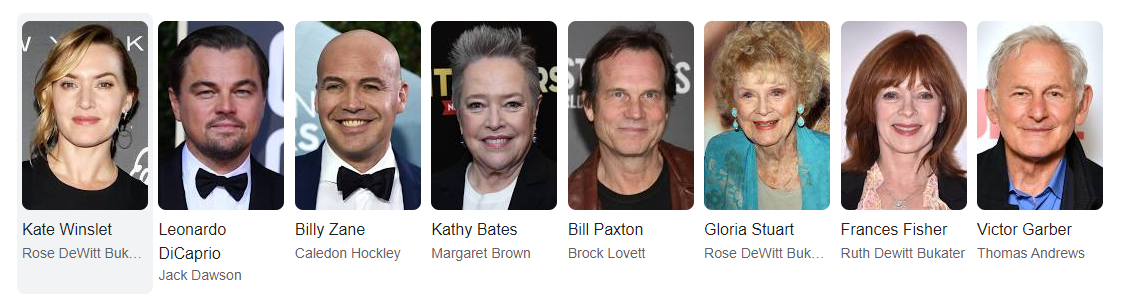 W YORK
Kate Winslet
Rose DeWitt Buk…
Leonardo
DiCaprio
Jack Dawson
Billy Zane
Caledon Hockley
Kathy Bates
Margaret Brown
Bill Paxton
Brock Lovett
Gloria Stuart
Rose DeWitt Buk…
Frances Fisher
Ruth Dewitt Bukater
Victor Garber
Thomas Andrews